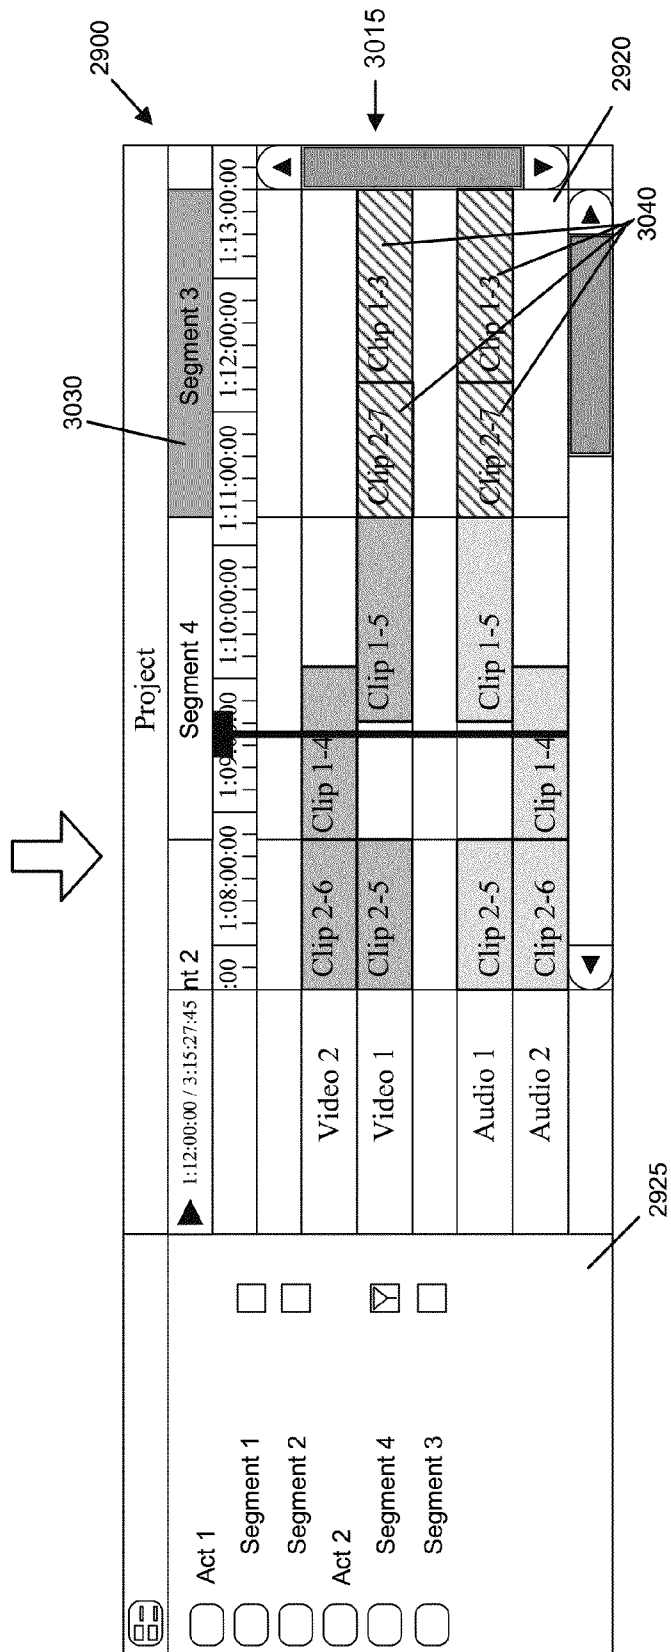 2900
3015
2920
3040
3030
2925
Project
1:12:00:00 / 3:15:27:45
nt 2
Segment 4
Segment 3
:00
1:08:00:00
1:09:
:00
1:10:00:00
1:11:00:00
1:12:00:00
1:13:00:00
Video 2
Clip 2-6
Clip 1-4
Video 1
Clip 2-5
Clip 1-5
Clip 2-7
Clip 1-3
Audio 1
Clip 2-5
Clip 1-5
Clip 2-7
Clip 1-3
Audio 2
Clip 2-6
Clip 1-4
Act 1
Segment 1
Segment 2
Act 2
Segment 4
Y
Segment 3